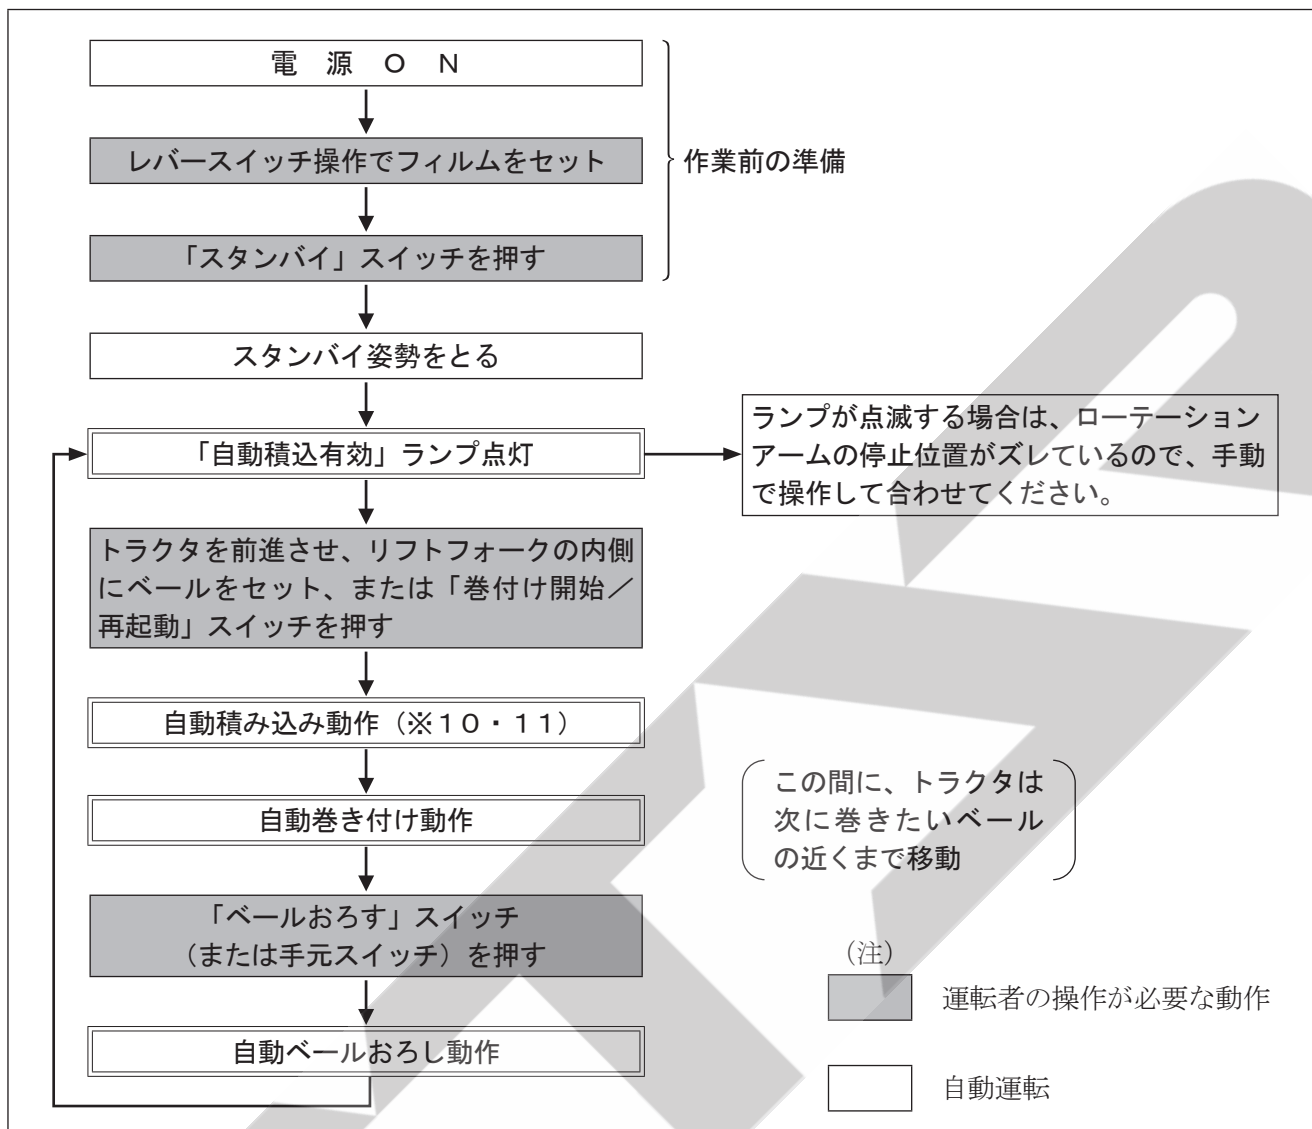 電 源 Ｏ Ｎ
レバースイッチ操作でフィルムをセット
「スタンバイ」スイッチを押す
作業前の準備
スタンバイ姿勢をとる
「自動積込有効」ランプ点灯
ランプが点滅する場合は、ローテーション
アームの停止位置がズレているので、手動
で操作して合わせてください。
トラクタを前進させ、リフトフォークの内側
にベールをセット、または「巻付け開始／
再起動」スイッチを押す
自動積み込み動作（※１０・１１）
自動巻き付け動作
この間に、トラクタは
次に巻きたいベール
の近くまで移動
「ベールおろす」スイッチ
（または手元スイッチ）を押す
自動ベールおろし動作
（注）
運転者の操作が必要な動作
自動運転